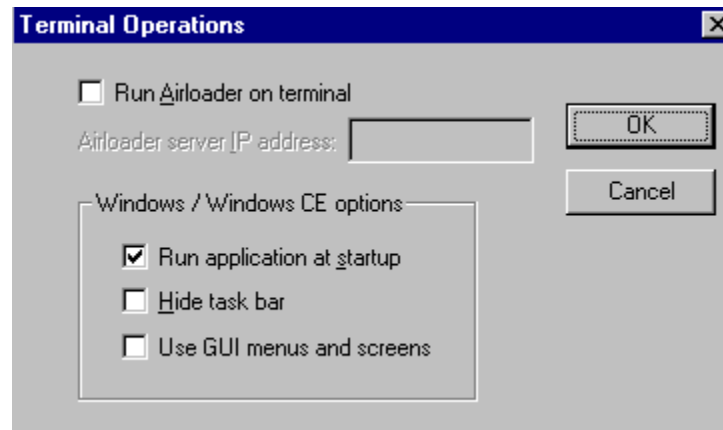 Terminal Operations
Run Airloader on terminal
Airloader server IP address:
OK
Cancel
Windows / Windows CE options
Run application at startup
Hide task bar
Use GUI menus and screens